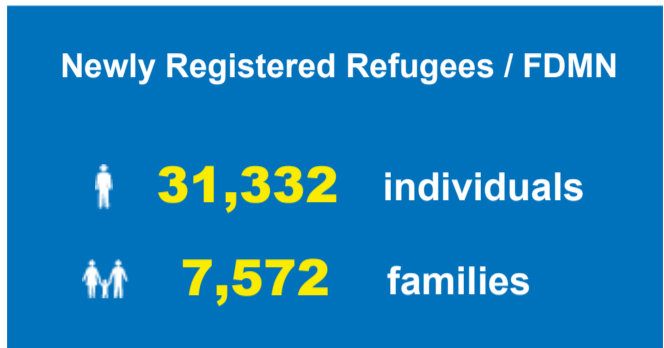 Newly Registered Refugees / FDMN
31,332 individuals
7,572 families